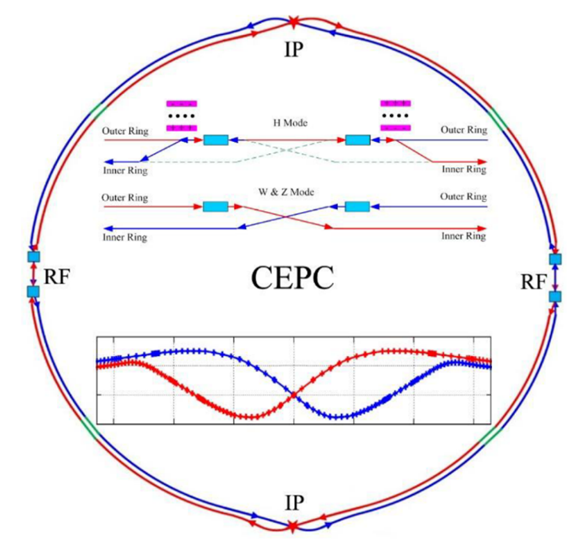 IP
H Mode
Outer Ring
Outer Ring
Inner Ring
Inner Ring
W & Z Mode
Outer Ring
Outer Ring
Inner Ring
Inner Ring
RF
CEPC
RF
IP